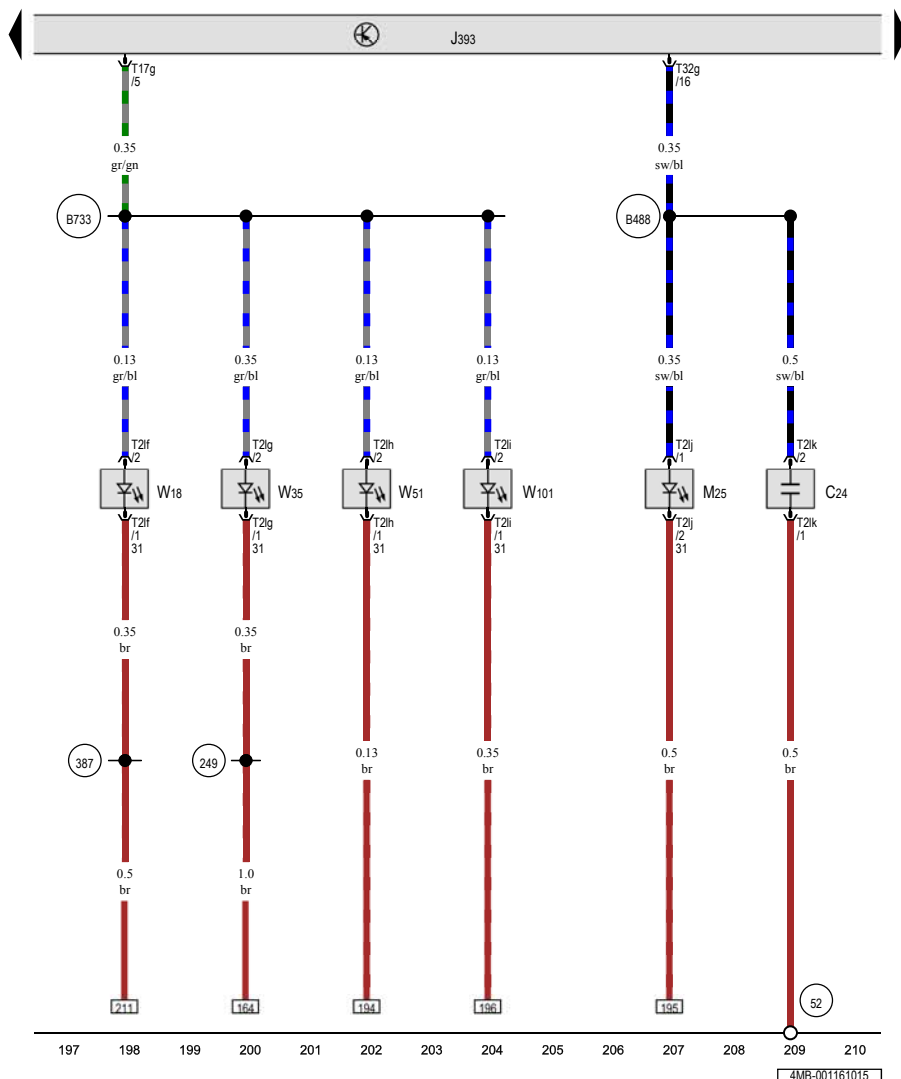 J393
T17g
/5
T32g
/16
0.35
gr/gn
0.35
sw/bl
B733
B488
0.13
gr/bl
0.35
gr/bl
0.13
gr/bl
0.13
gr/bl
0.35
sw/bl
0.5
sw/bl
T2lf
/2
T2lg
/2
T2lh
/2
T2li
/2
T2lj
/1
T2lk
/2
W18
W35
W51
W101
M25
C24
T2lf
/1
31
T2lg
/1
31
T2lh
/1
31
T2li
/1
31
T2lj
/2
31
T2lk
/1
0.35
br
0.35
br
387
249
0.13
br
0.35
br
0.5
br
0.5
br
0.5
br
1.0
br
211
164
194
196
195
52
197 198 199 200 201 202 203 204 205 206 207 208 209 210
4MB-001161015